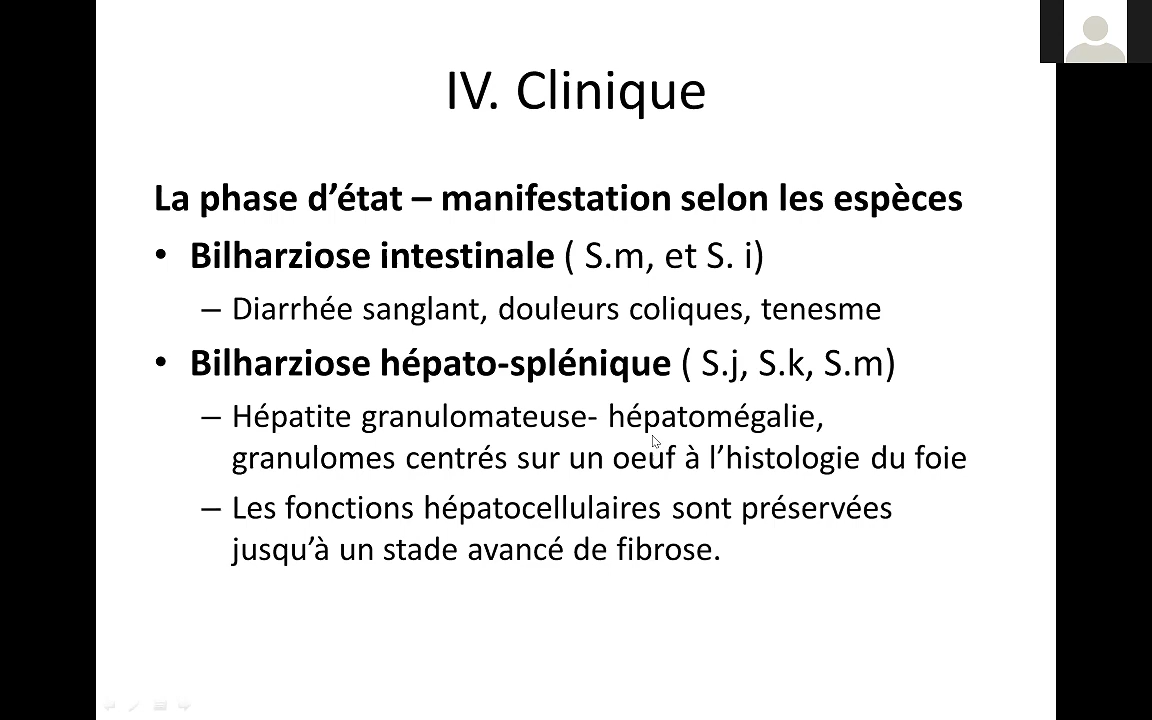 IV. Clinique
La phase d’état – manifestation selon les espèces
• Bilharziose intestinale ( S.m, et S. i)
– Diarrhée sanglant, douleurs coliques, tenesme
• Bilharziose hépato-splénique ( S.j, S.k, S.m)
– Hépatite granulomateuse- hépatomégalie,
granulomes centrés sur un oeuf à l’histologie du foie
– Les fonctions hépatocellulaires sont préservées
jusqu’à un stade avancé de fibrose.